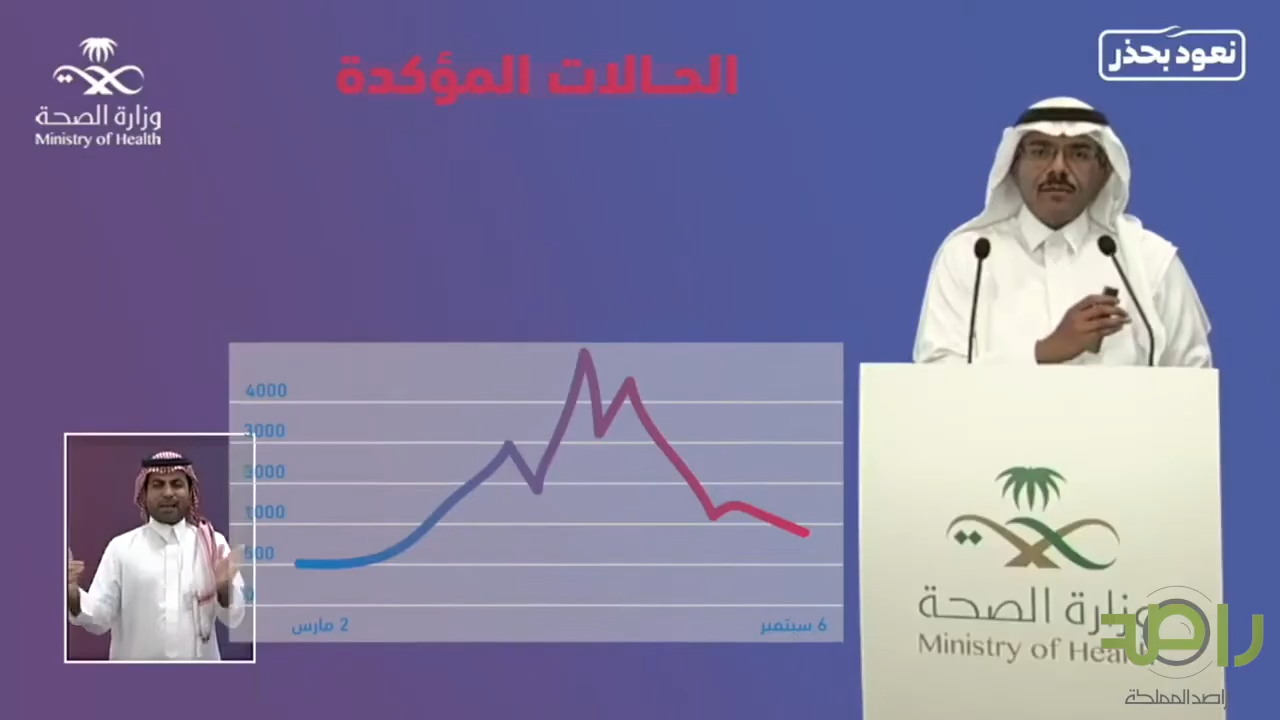 نعود بحذر
الحالات المؤكدة
وزارة الصحة
Ministry of Health
4000
3000
3000
1000
500
0
2 مارس
6 سبتمبر
وزارة الصحة
Ministry of Health
راصد
راصد المملكة